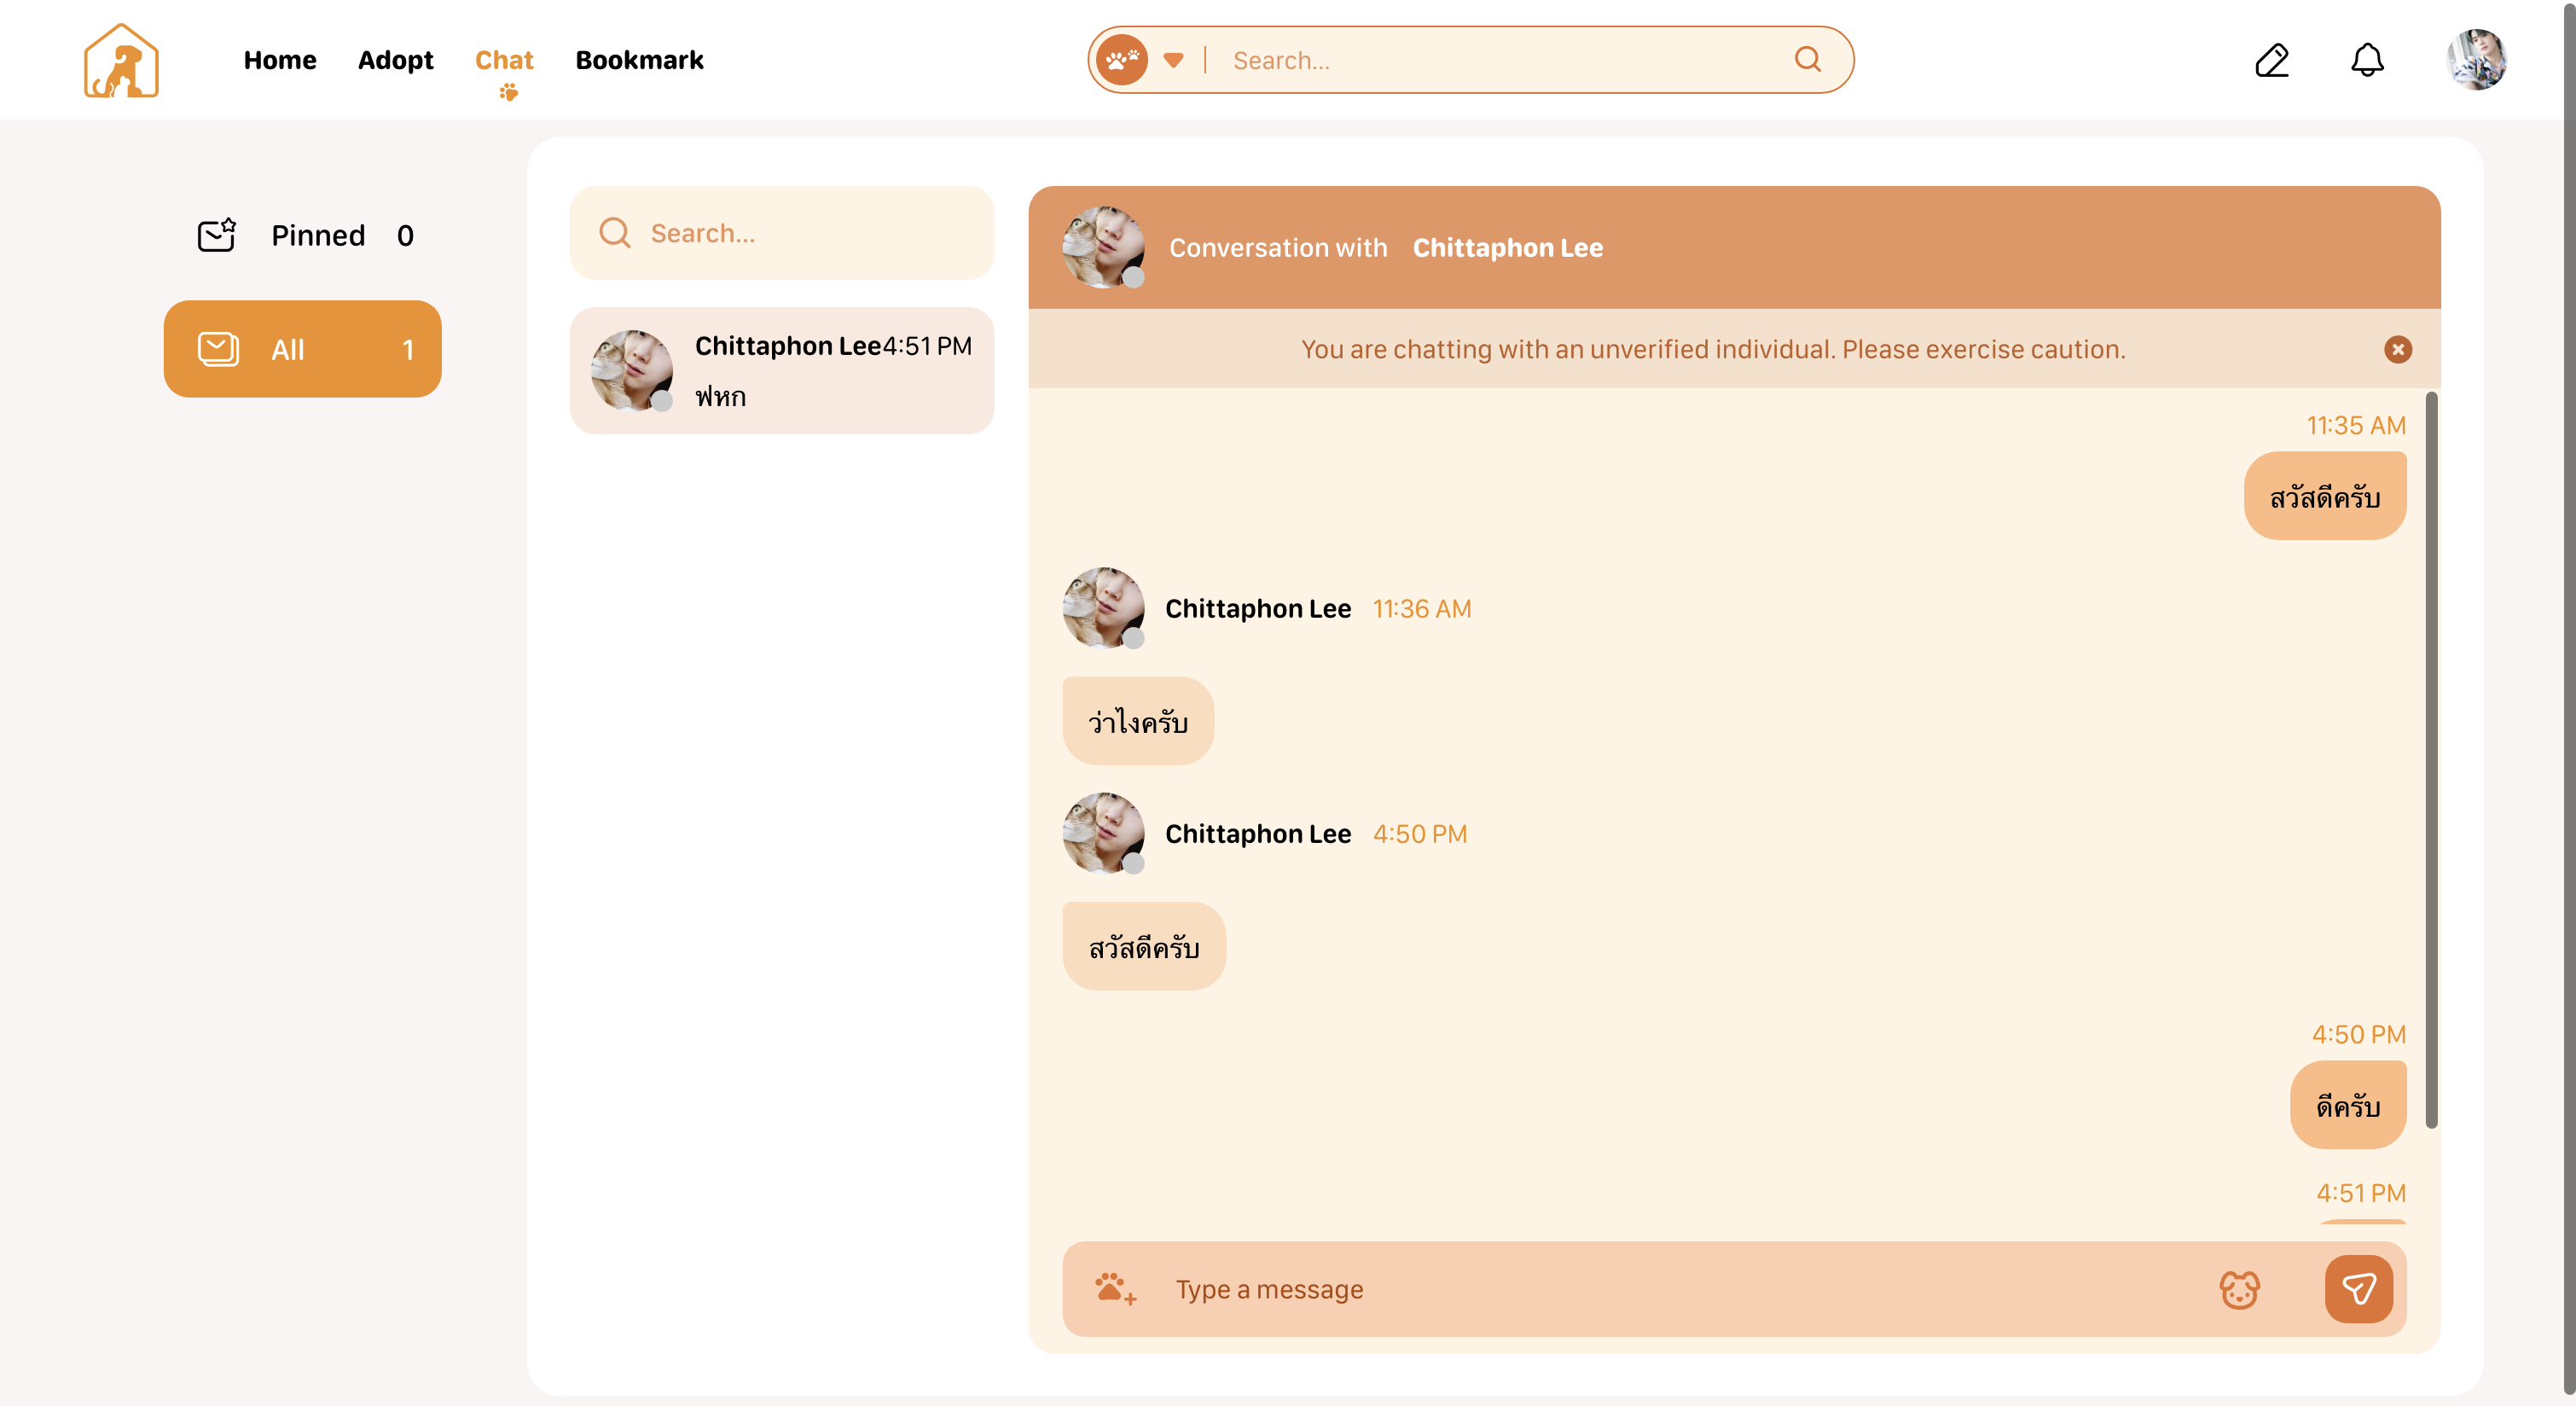 Home Adopt Chat Bookmark
Search...
Pinned 0
All 1
Search...
Chittaphon Lee 4:51 PM
ฟหก
Conversation with Chittaphon Lee
You are chatting with an unverified individual. Please exercise caution.
11:35 AM
สวัสดีครับ
Chittaphon Lee 11:36 AM
ว่าไงครับ
Chittaphon Lee 4:50 PM
สวัสดีครับ
4:50 PM
ดีครับ
4:51 PM
Type a message